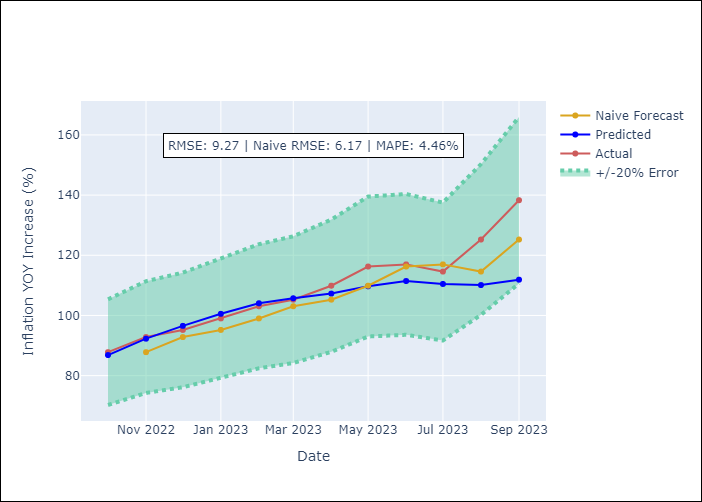 RMSE: 9.27 | Naive RMSE: 6.17 | MAPE: 4.46%
Naive Forecast
Predicted
Actual
+/-20% Error
Inflation YOY Increase (%)
160
140
120
100
80
Nov 2022
Jan 2023
Mar 2023
May 2023
Jul 2023
Sep 2023
Date